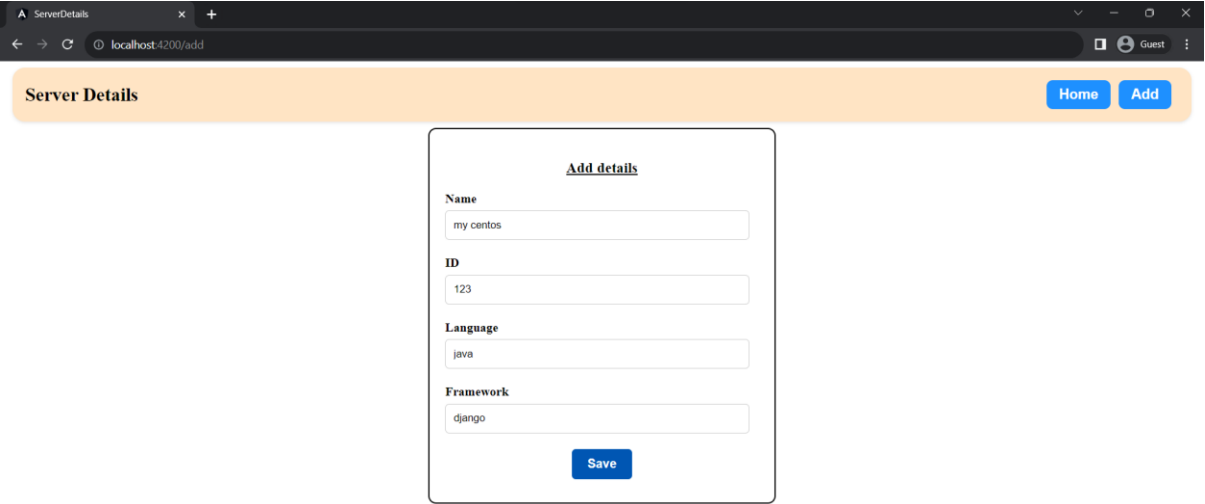 ServerDetails
localhost:4200/add
Guest
Server Details
Home
Add
Add details
Name
my centos
ID
123
Language
java
Framework
django
Save